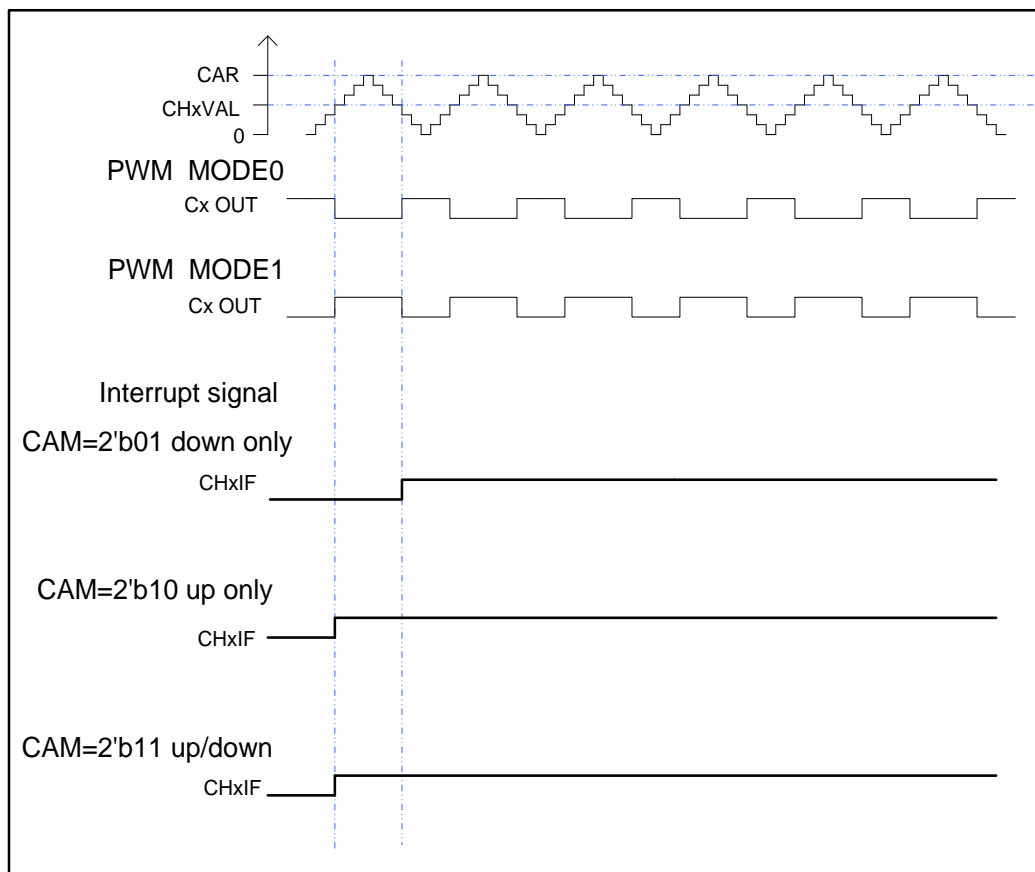 CAR
CHxVAL
0
PWM MODE0
Cx OUT
PWM MODE1
Cx OUT
Interrupt signal
CAM=2'b01 down only
CHxIF
CAM=2'b10 up only
CHxIF
CAM=2'b11 up/down
CHxIF